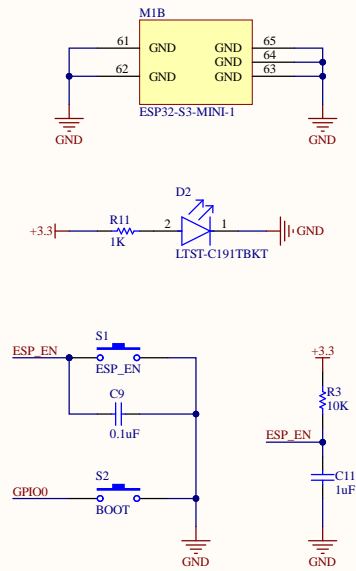 M1B
61 GND GND 65
GND 64
62 GND GND 63
ESP32-S3-MINI-1
GND GND
D2
+3.3 R11 2 1 GND
1K
LTST-C191TBKT
S1
ESP_EN
ESP_EN
C9
0.1uF
S2
GPIO0
BOOT
GND
+3.3
R3
10K
ESP_EN
C11
1uF
GND